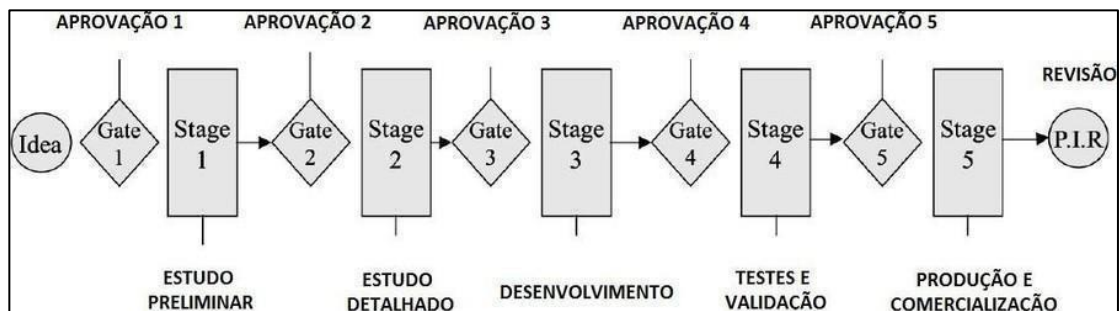 APROVAÇÃO 1
APROVAÇÃO 2
APROVAÇÃO 3
APROVAÇÃO 4
APROVAÇÃO 5
REVISÃO
Idea
Gate
1
Stage
1
Gate
2
Stage
2
Gate
3
Stage
3
Gate
4
Stage
4
Gate
5
Stage
5
P.I.R
ESTUDO
PRELIMINAR
ESTUDO
DETALHADO
DESENVOLVIMENTO
TESTES E
VALIDAÇÃO
PRODUÇÃO E
COMERCIALIZAÇÃO